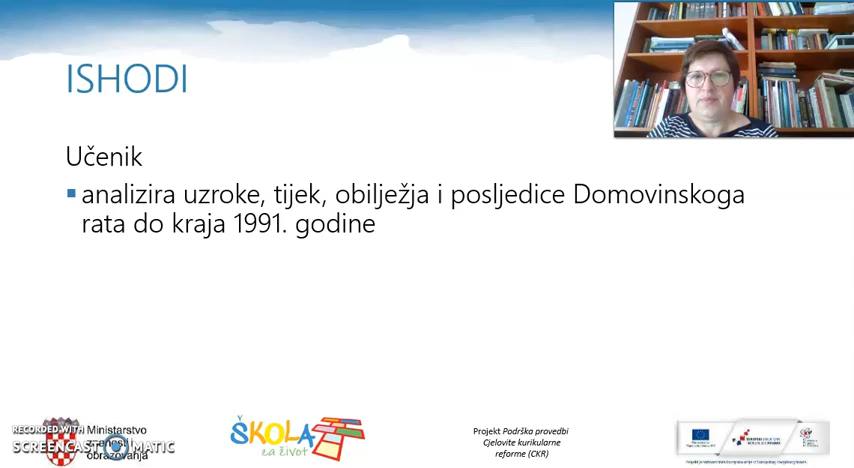 ISHODI
Učenik
analizira uzroke, tijek, obilježja i posljedice Domovinskoga
rata do kraja 1991. godine
RECORDED WITH
SCREENCAST MATIC
Ministarstvo
znanosti i
obrazovanja
ŠKOLA
za život
Projekt Podrška provedbi
Cjelovite kurikularne
reforme (CKR)